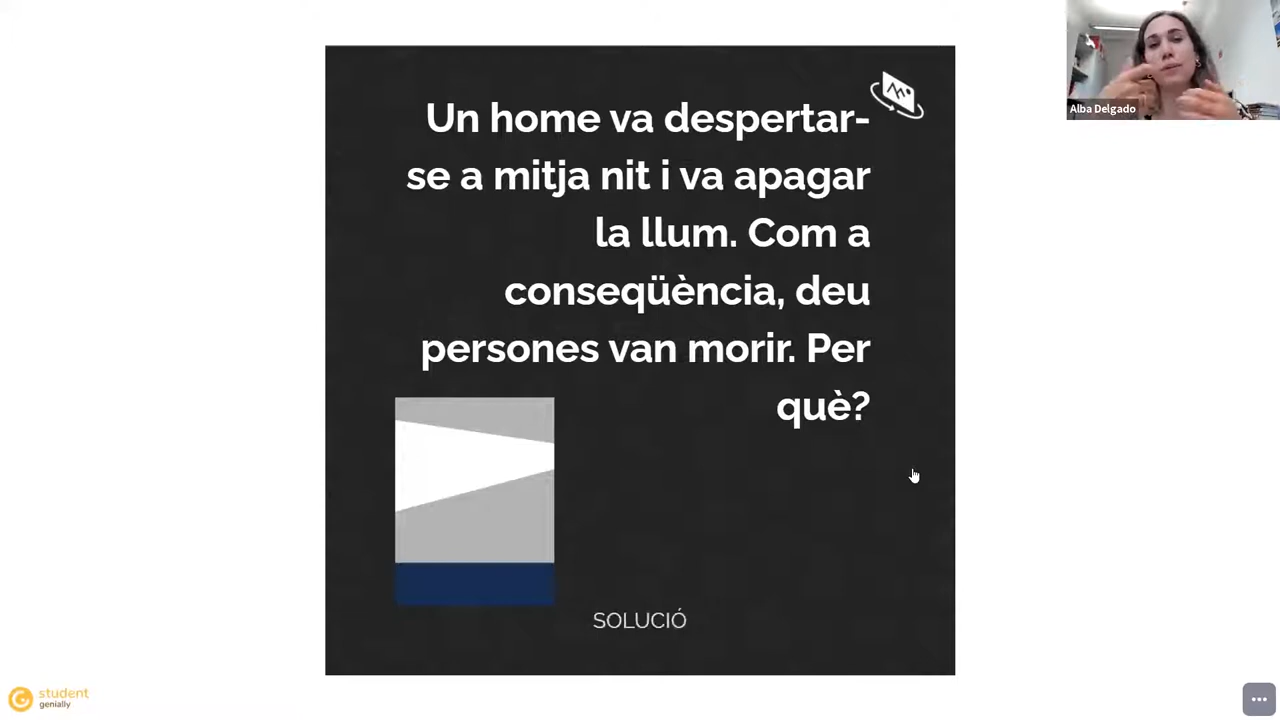 Un home va despertar-
se a mitja nit i va apagar
la llum. Com a
conseqüència, deu
persones van morir. Per
què?
SOLUCIÓ
Alba Delgado
student
genially